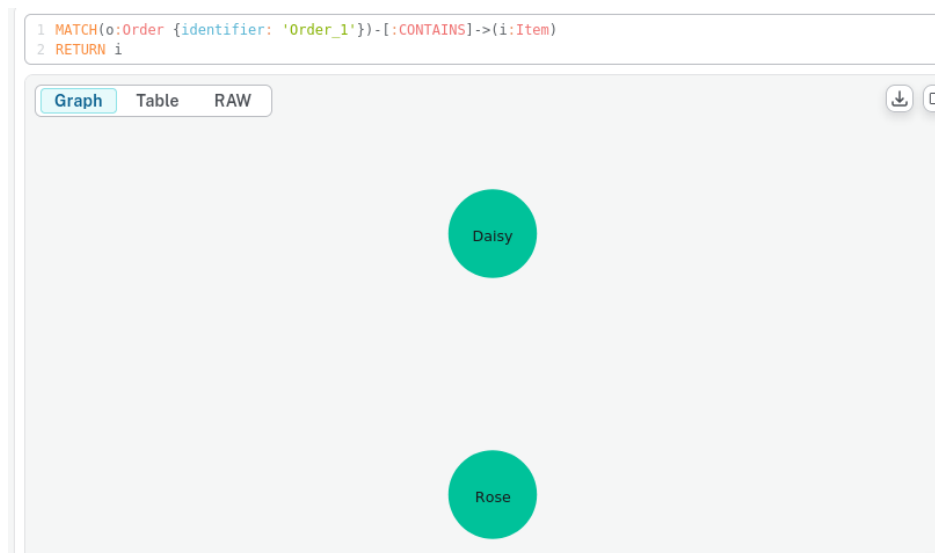 1 MATCH(o:Order {identifier: 'Order_1'})-[:CONTAINS]->(i:Item)
2 RETURN i
Graph Table RAW
Daisy
Rose